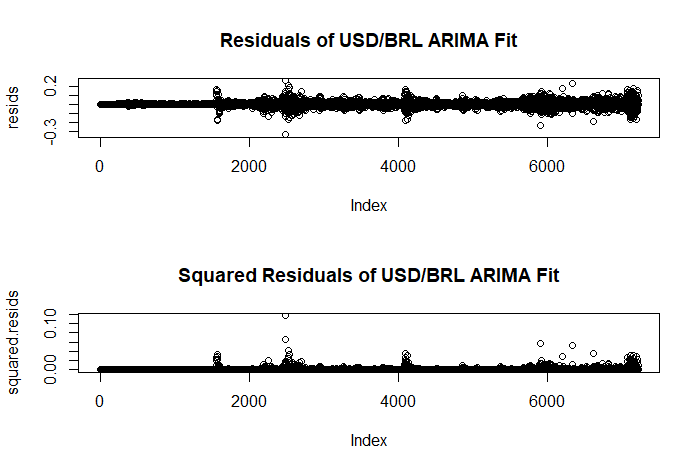 Residuals of USD/BRL ARIMA Fit
resids
0.2
-0.3
0 2000 4000 6000
Index
Squared Residuals of USD/BRL ARIMA Fit
squared.resids
0.10
0.00
0 2000 4000 6000
Index